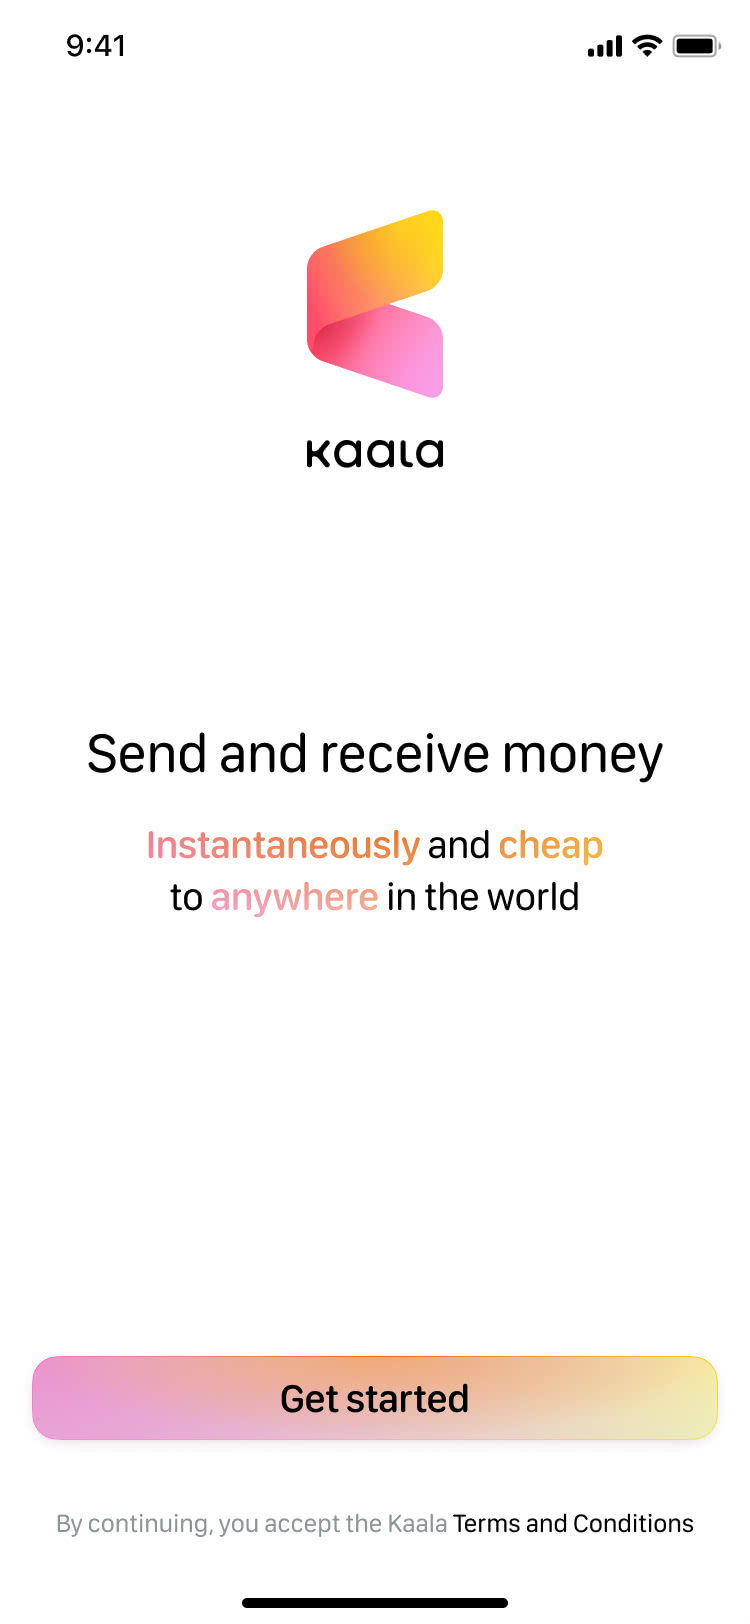 9:41
kaala
Send and receive money
Instantaneously and cheap
to anywhere in the world
Get started
By continuing, you accept the Kaala Terms and Conditions